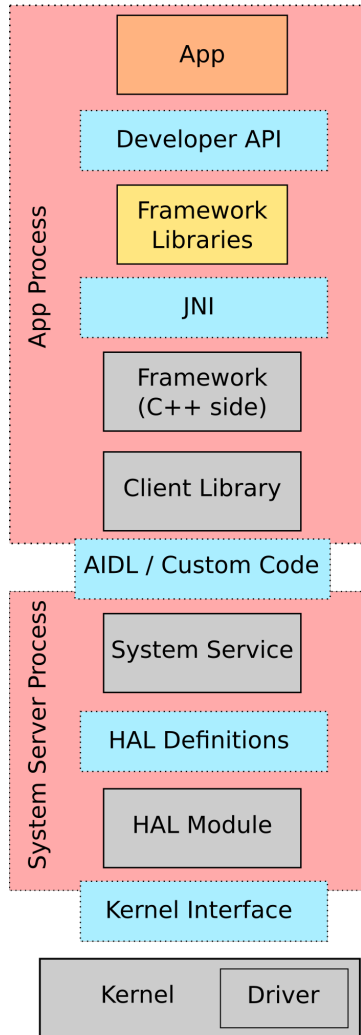 App
Developer API
App Process
Framework
Libraries
JNI
Framework
(C++ side)
Client Library
AIDL / Custom Code
System Server Process
System Service
HAL Definitions
HAL Module
Kernel Interface
Kernel
Driver